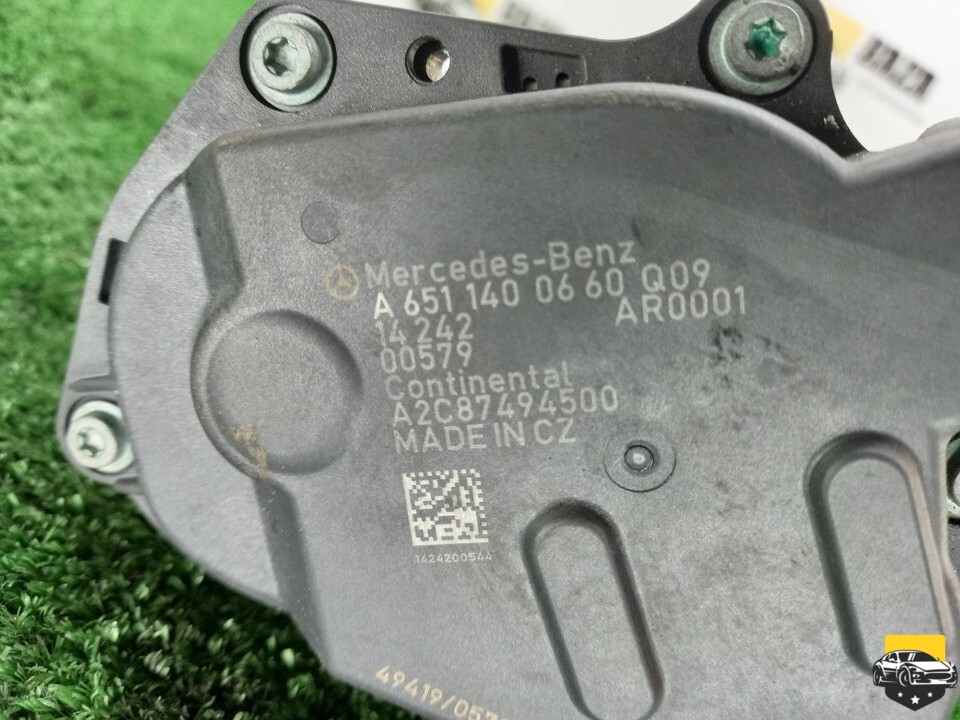 Mercedes-Benz
A 651 140 06 60 Q09
14 242 AR0001
00579
Continental
A2C87494500
MADE IN CZ
1424200544